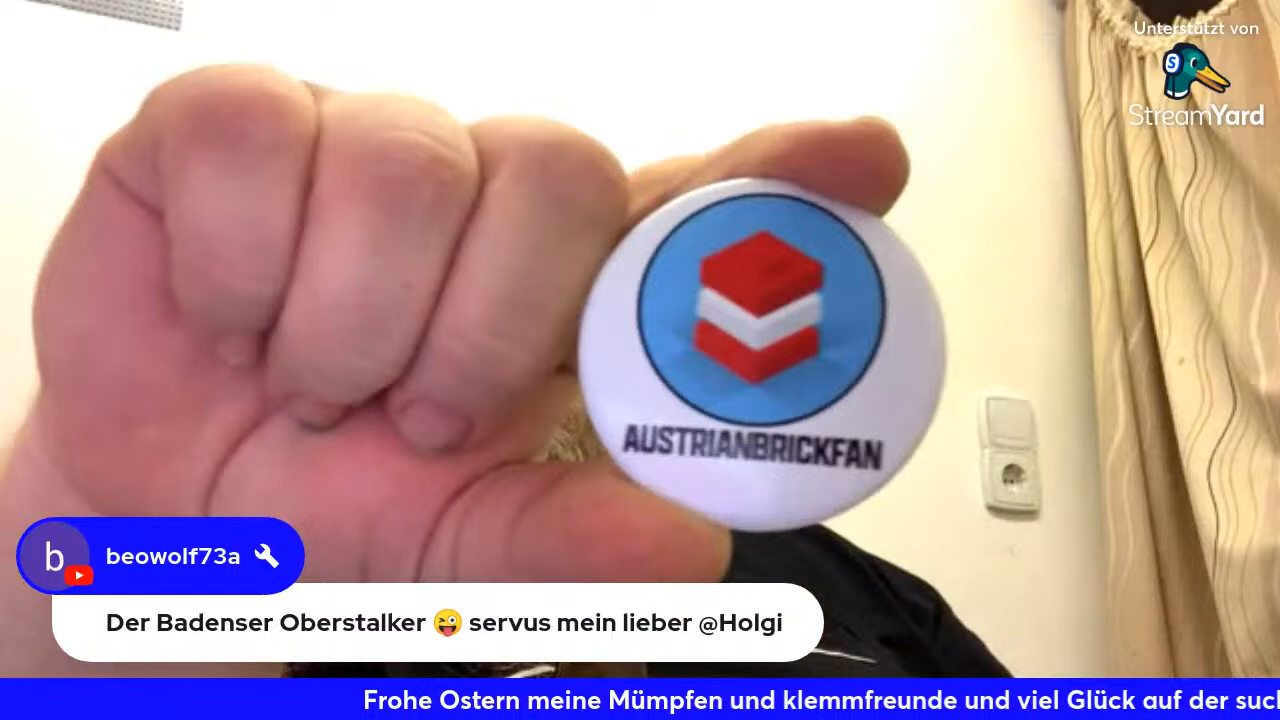 Unterstützt von
StreamYard
AUSTRIANBRICKFAN
b beowolf73a
Der Badenser Oberstalker 😜 servus mein lieber @Holgi
Frohe Ostern meine Mümpfen und klemmfreunde und viel Glück auf der such